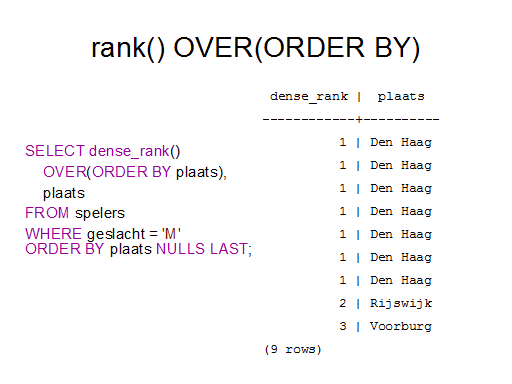 rank() OVER(ORDER BY)
SELECT dense_rank()
OVER(ORDER BY plaats),
plaats
FROM spelers
WHERE geslacht = 'M'
ORDER BY plaats NULLS LAST;
dense_rank | plaats
------------+----------
1 | Den Haag
1 | Den Haag
1 | Den Haag
1 | Den Haag
1 | Den Haag
1 | Den Haag
1 | Den Haag
2 | Rijswijk
3 | Voorburg
(9 rows)